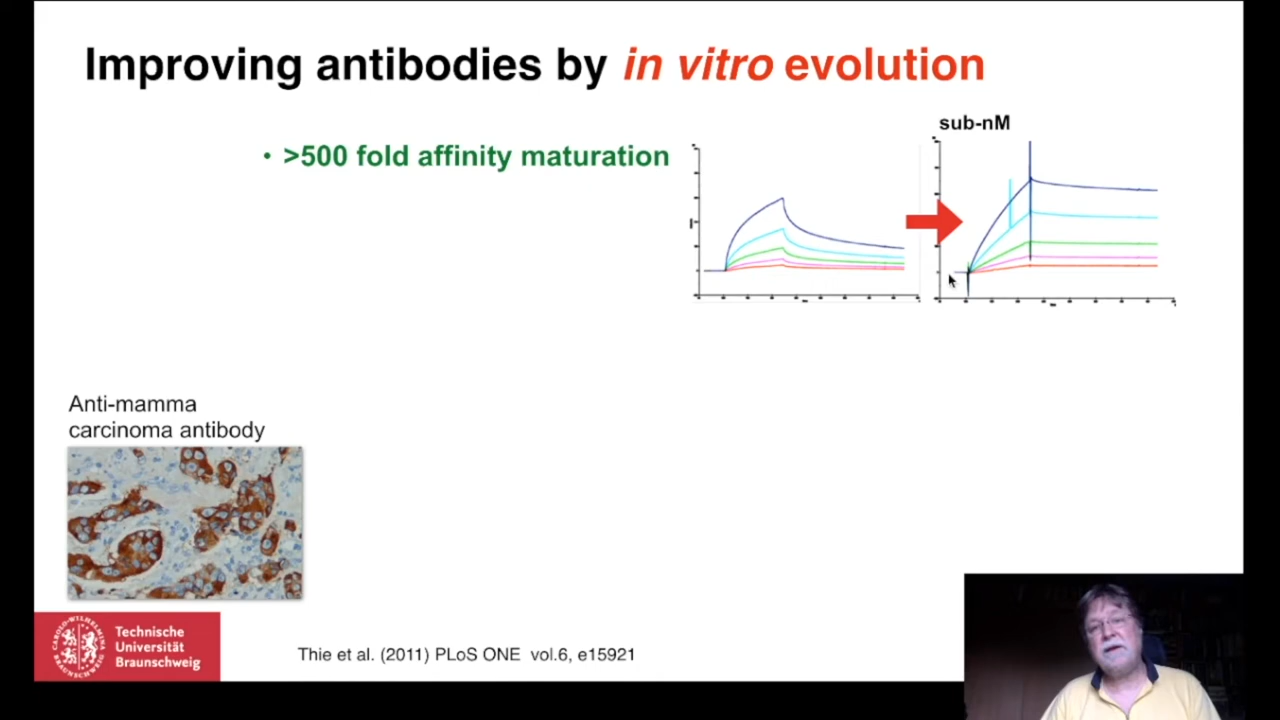 Improving antibodies by in vitro evolution
sub-nM
• >500 fold affinity maturation
Anti-mamma
carcinoma antibody
Technische
Universität
Braunschweig
Thie et al. (2011) PLoS ONE vol.6, e15921